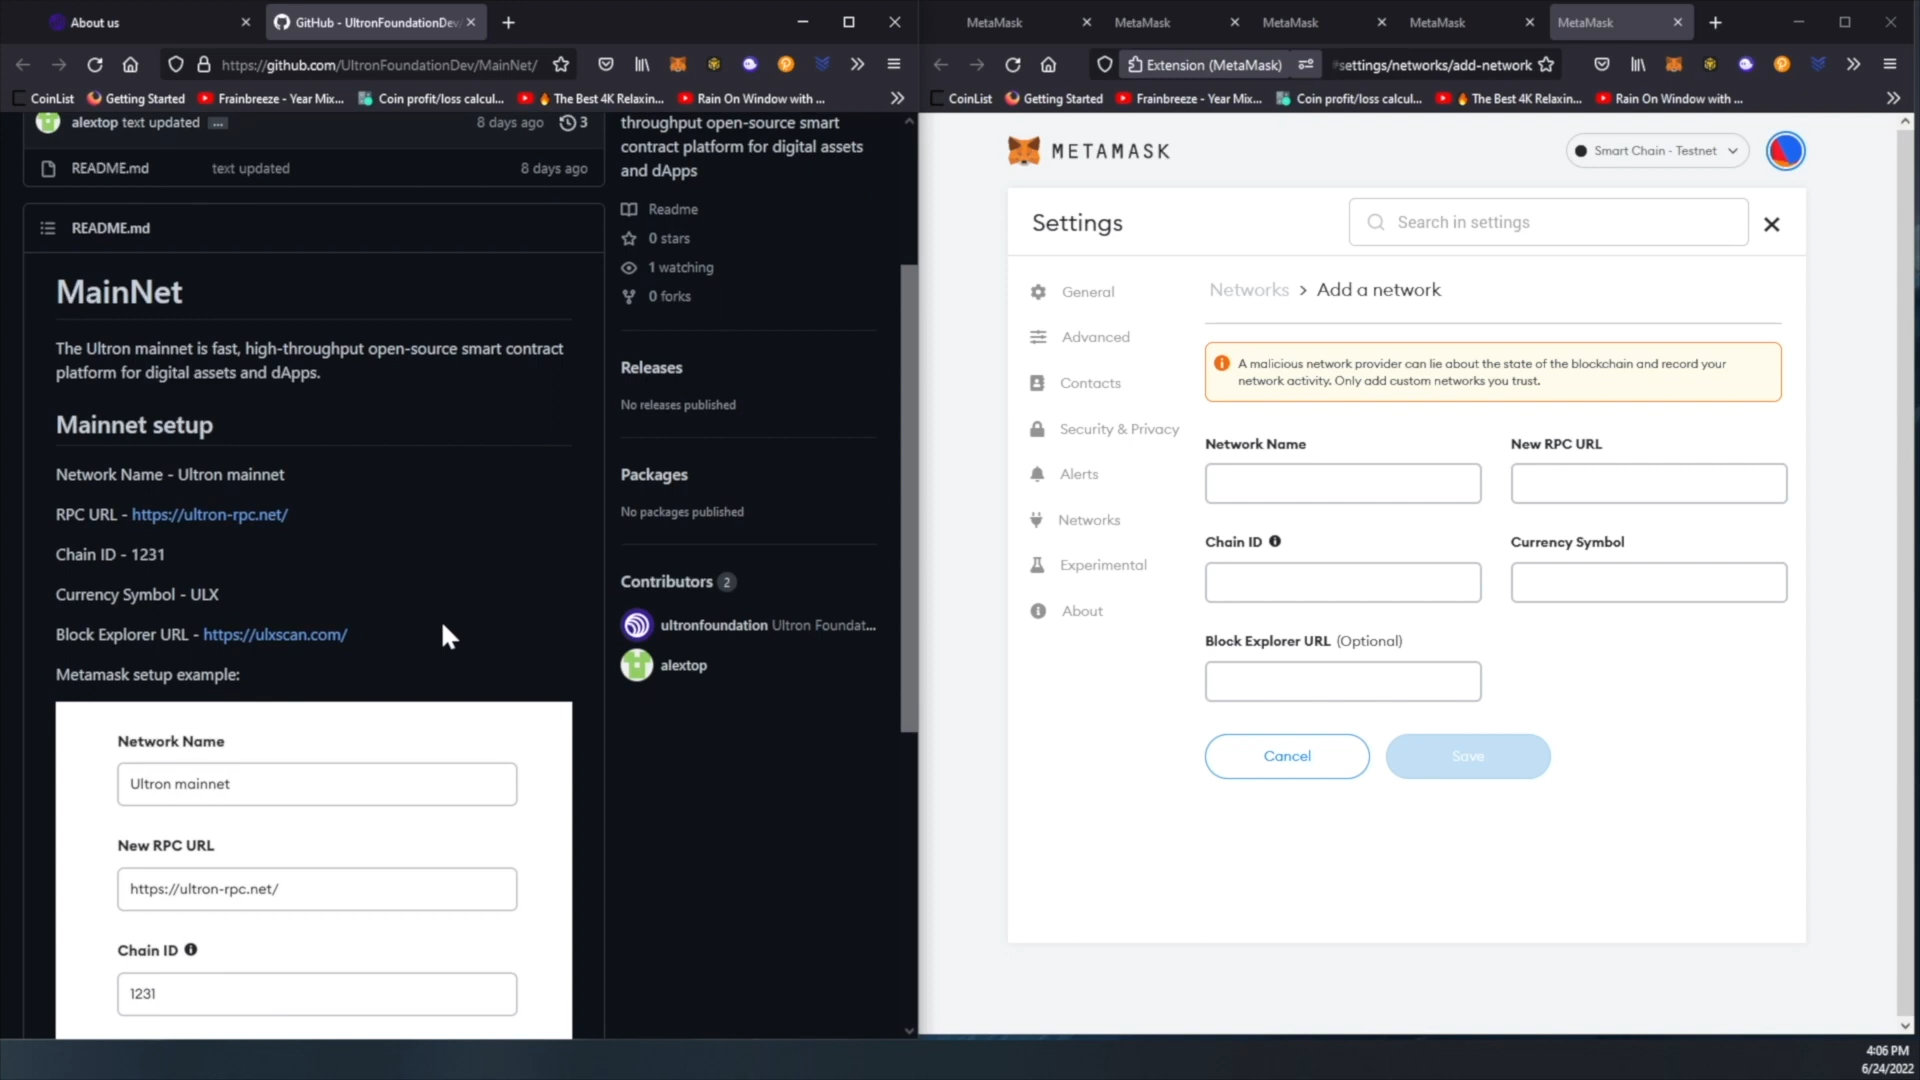 About us
GitHub - UltronFoundationDev
https://github.com/UltronFoundationDev/MainNet/
CoinList
Getting Started
Frainbreeze - Year Mix...
Coin profit/loss calcul...
The Best 4K Relaxin...
Rain On Window with ...
alextop text updated ...
8 days ago
3
README.md
text updated
8 days ago
README.md
MainNet
The Ultron mainnet is fast, high-throughput open-source smart contract
platform for digital assets and dApps.
Mainnet setup
Network Name - Ultron mainnet
RPC URL - https://ultron-rpc.net/
Chain ID - 1231
Currency Symbol - ULX
Block Explorer URL - https://ulxscan.com/
Metamask setup example:
Network Name
Ultron mainnet
New RPC URL
https://ultron-rpc.net/
Chain ID
1231
throughput open-source smart
contract platform for digital assets
and dApps
Readme
0 stars
1 watching
0 forks
Releases
No releases published
Packages
No packages published
Contributors 2
ultronfoundation Ultron Foundat...
alextop
MetaMask
MetaMask
MetaMask
MetaMask
MetaMask
Extension (MetaMask)
settings/networks/add-network
CoinList
Getting Started
Frainbreeze - Year Mix...
Coin profit/loss calcul...
The Best 4K Relaxin...
Rain On Window with ...
METAMASK
Smart Chain - Testnet
Settings
Search in settings
General
Advanced
Contacts
Security & Privacy
Alerts
Networks
Experimental
About
Networks > Add a network
A malicious network provider can lie about the state of the blockchain and record your
network activity. Only add custom networks you trust.
Network Name
New RPC URL
Chain ID
Currency Symbol
Block Explorer URL (Optional)
Cancel
Save
4:06 PM
6/24/2022